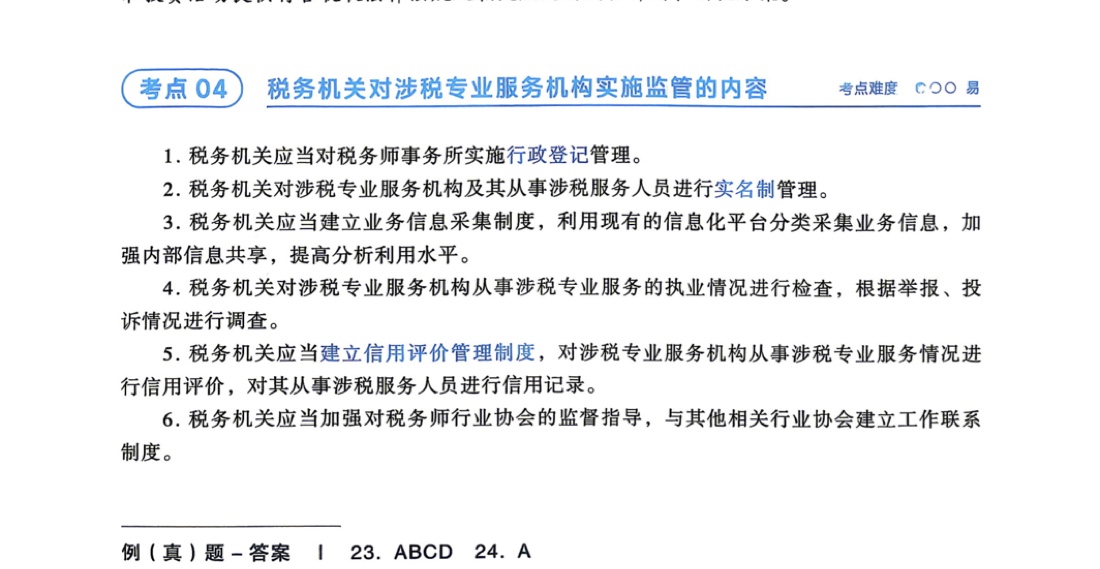 考点 04 税务机关对涉税专业服务机构实施监管的内容 考点难度 易
1. 税务机关应当对税务师事务所实施行政登记管理。
2. 税务机关对涉税专业服务机构及其从事涉税服务人员进行实名制管理。
3. 税务机关应当建立业务信息采集制度，利用现有的信息化平台分类采集业务信息，加
强内部信息共享，提高分析利用水平。
4. 税务机关对涉税专业服务机构从事涉税专业服务的执业情况进行检查，根据举报、投
诉情况进行调查。
5. 税务机关应当建立信用评价管理制度，对涉税专业服务机构从事涉税专业服务情况进
行信用评价，对其从事涉税服务人员进行信用记录。
6. 税务机关应当加强对税务师行业协会的监督指导，与其他相关行业协会建立工作联系
制度。
例（真）题 – 答案 | 23. ABCD 24. A